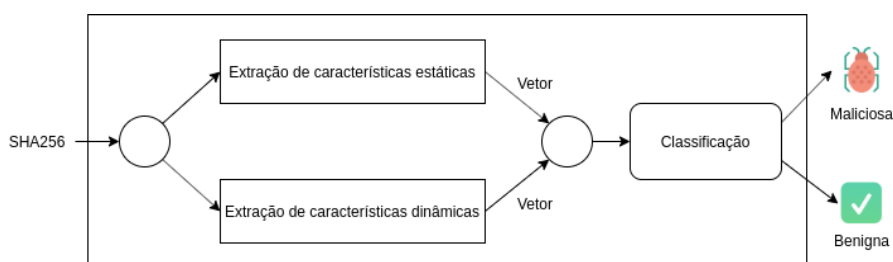 SHA256
Extração de características estáticas
Vetor
Extração de características dinâmicas
Vetor
Classificação
Maliciosa
Benigna